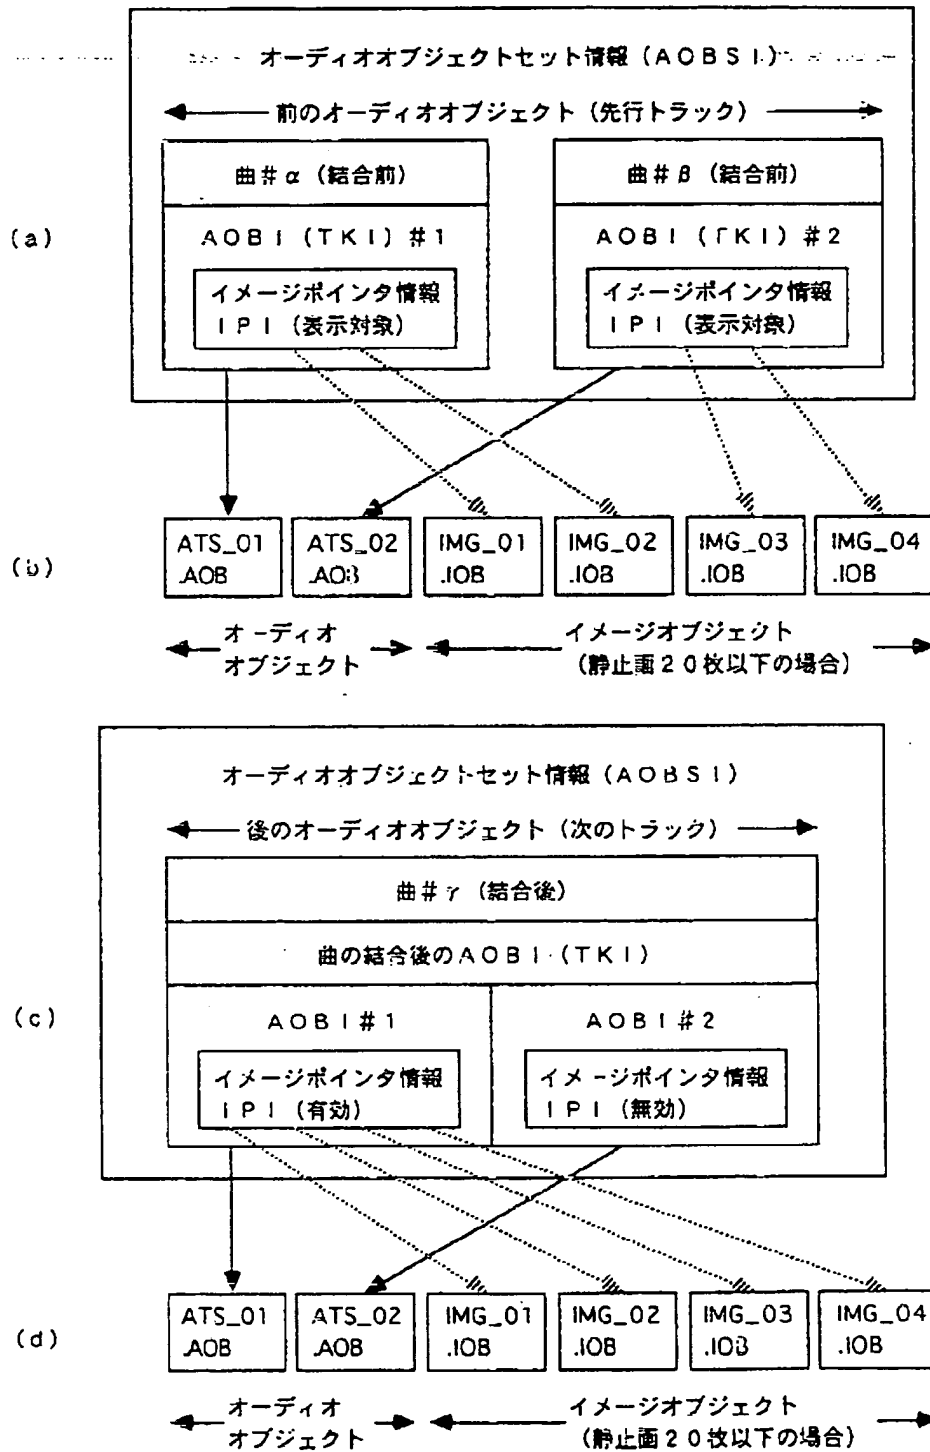 オーディオオブジェクトセット情報(AOBSI)
前のオーディオオブジェクト(先行トラック)
曲#α(結合前)
曲#β(結合前)
(a)
AOBI(TKI)#1
AOBI(TKI)#2
イメージポインタ情報
IPI(表示対象)
イメージポインタ情報
IPI(表示対象)
(b)
ATS_01
.AOB
ATS_02
.AOB
IMG_01
.IOB
IMG_02
.IOB
IMG_03
.IOB
IMG_04
.IOB
オーディオ
オブジェクト
イメージオブジェクト
(静止画20枚以下の場合)
オーディオオブジェクトセット情報(AOBSI)
後のオーディオオブジェクト(次のトラック)
曲#γ(結合後)
曲の結合後のAOBI(TKI)
(c)
AOBI#1
AOBI#2
イメージポインタ情報
IPI(有効)
イメージポインタ情報
IPI(無効)
(d)
ATS_01
.AOB
ATS_02
.AOB
IMG_01
.IOB
IMG_02
.IOB
IMG_03
.IOB
IMG_04
.IOB
オーディオ
オブジェクト
イメージオブジェクト
(静止画20枚以下の場合)